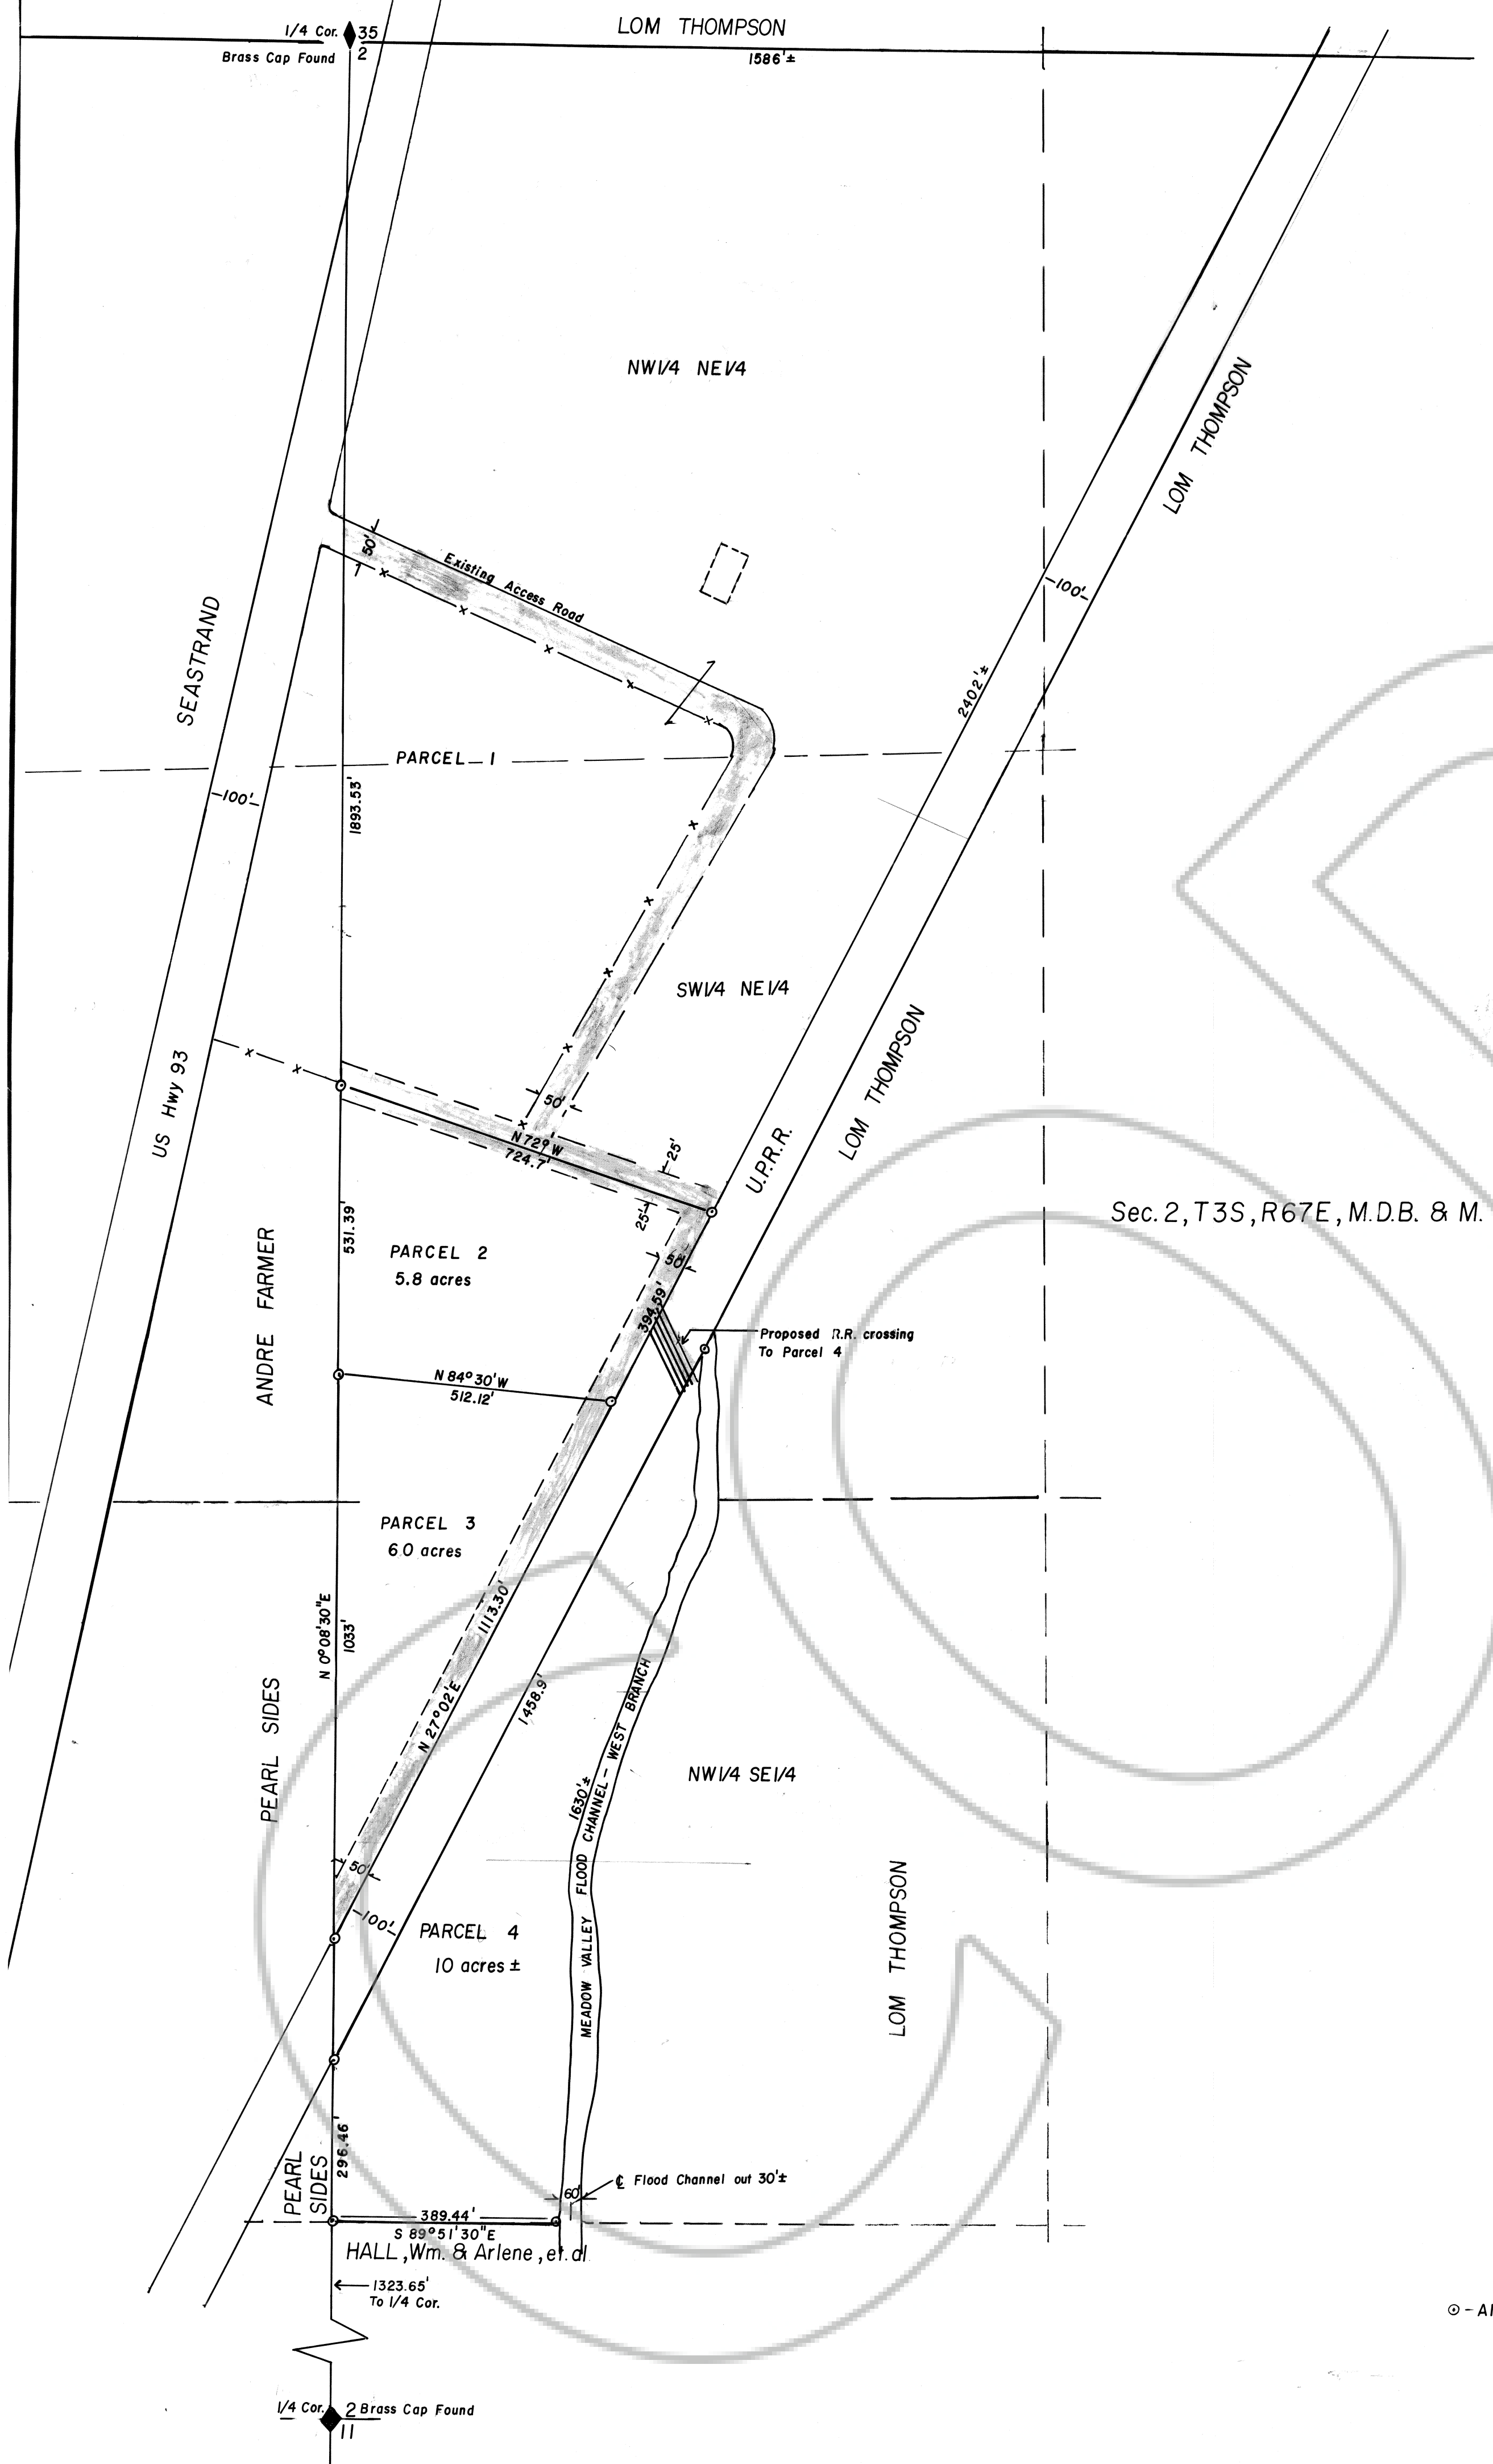 LOM THOMPSON
1/4 Cor.
35
2
Brass Cap Found
1586'±
NW1/4 NE1/4
LOM THOMPSON
50'
Existing Access Road
-100'-
SEASTRAND
2402'±
PARCEL 1
-100'-
1893.53'
SW1/4 NE1/4
LOM THOMPSON
US Hwy 93
50'
N 72° W
724.7'
25'
25'
U.P.R.R.
Sec. 2, T3S, R67E, M.D.B. & M.
531.39'
ANDRE FARMER
PARCEL 2
5.8 acres
50'
394.59'
Proposed R.R. crossing
To Parcel 4
N 84°30'W
512.12'
PARCEL 3
6.0 acres
N 0°08'30"E
1033'
1113.30'
N 27°02'E
1458.9'
PEARL SIDES
1630'±
MEADOW VALLEY FLOOD CHANNEL - WEST BRANCH
NW1/4 SE1/4
50'
-100'-
PARCEL 4
10 acres ±
LOM THOMPSON
296.46'
PEARL
SIDES
60'
℄ Flood Channel out 30'±
389.44'
S 89°51'30"E
HALL, Wm. & Arlene, et. al
1323.65'
To 1/4 Cor.
1/4 Cor.
2
Brass Cap Found
11